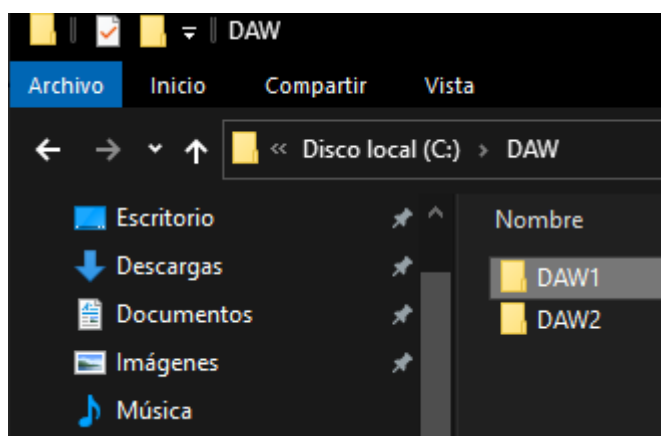 DAW
Archivo Inicio Compartir Vista
« Disco local (C:) › DAW
Escritorio
Descargas
Documentos
Imágenes
Música
Nombre
DAW1
DAW2